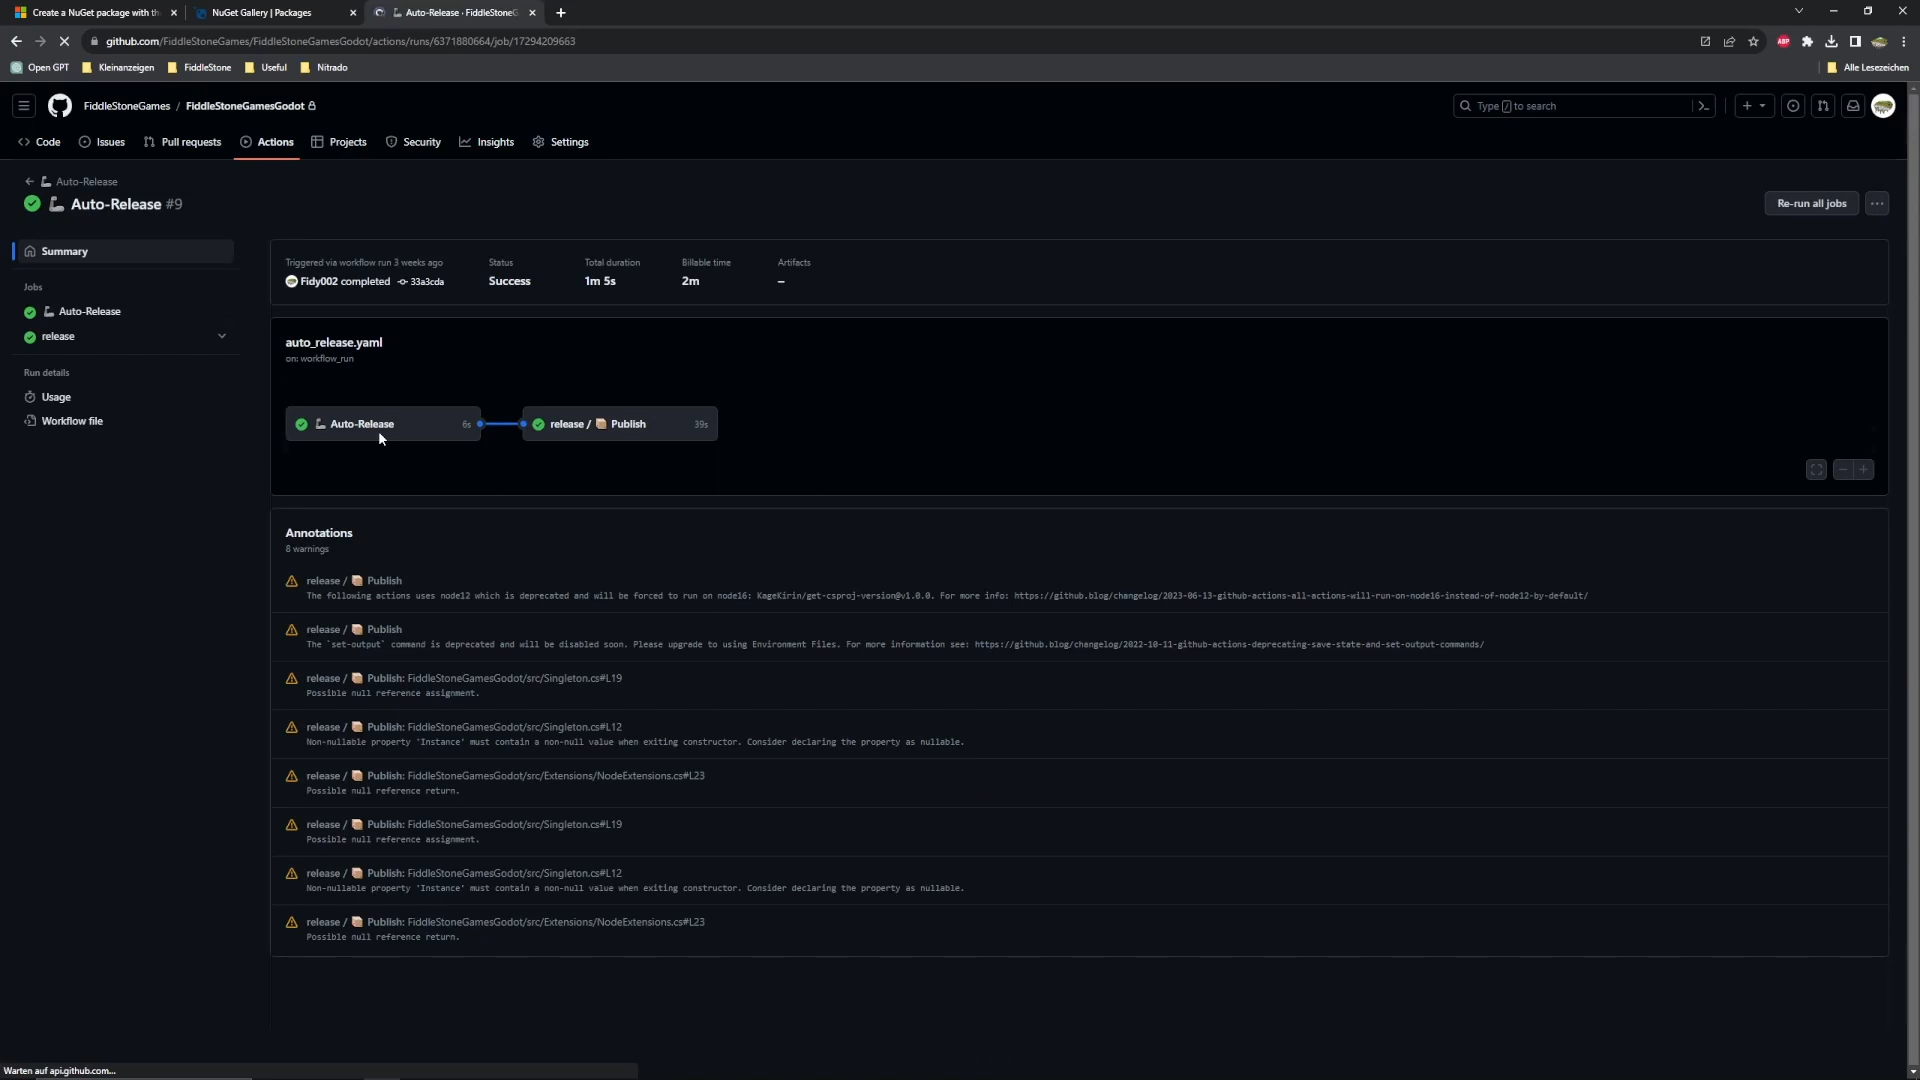 Create a NuGet package with th
NuGet Gallery | Packages
Auto-Release · FiddleStoneG
github.com/FiddleStoneGames/FiddleStoneGamesGodot/actions/runs/6371880664/job/17294209663
ABP
Open GPT
Kleinanzeigen
FiddleStone
Useful
Nitrado
Alle Lesezeichen
FiddleStoneGames / FiddleStoneGamesGodot
Type / to search
Code
Issues
Pull requests
Actions
Projects
Security
Insights
Settings
Auto-Release
Auto-Release #9
Re-run all jobs
Summary
Jobs
Auto-Release
release
Run details
Usage
Workflow file
Triggered via workflow run 3 weeks ago
Fidy002 completed 33a3cda
Status
Success
Total duration
1m 5s
Billable time
2m
Artifacts
–
auto_release.yaml
on: workflow_run
Auto-Release 6s
release / Publish 39s
Annotations
8 warnings
release / Publish
The following actions uses node12 which is deprecated and will be forced to run on node16: KageKirin/get-csproj-version@v1.0.0. For more info: https://github.blog/changelog/2023-06-13-github-actions-all-actions-will-run-on-node16-instead-of-node12-by-default/
release / Publish
The `set-output` command is deprecated and will be disabled soon. Please upgrade to using Environment Files. For more information see: https://github.blog/changelog/2022-10-11-github-actions-deprecating-save-state-and-set-output-commands/
release / Publish: FiddleStoneGamesGodot/src/Singleton.cs#L19
Possible null reference assignment.
release / Publish: FiddleStoneGamesGodot/src/Singleton.cs#L12
Non-nullable property 'Instance' must contain a non-null value when exiting constructor. Consider declaring the property as nullable.
release / Publish: FiddleStoneGamesGodot/src/Extensions/NodeExtensions.cs#L23
Possible null reference return.
release / Publish: FiddleStoneGamesGodot/src/Singleton.cs#L19
Possible null reference assignment.
release / Publish: FiddleStoneGamesGodot/src/Singleton.cs#L12
Non-nullable property 'Instance' must contain a non-null value when exiting constructor. Consider declaring the property as nullable.
release / Publish: FiddleStoneGamesGodot/src/Extensions/NodeExtensions.cs#L23
Possible null reference return.
Warten auf api.github.com...